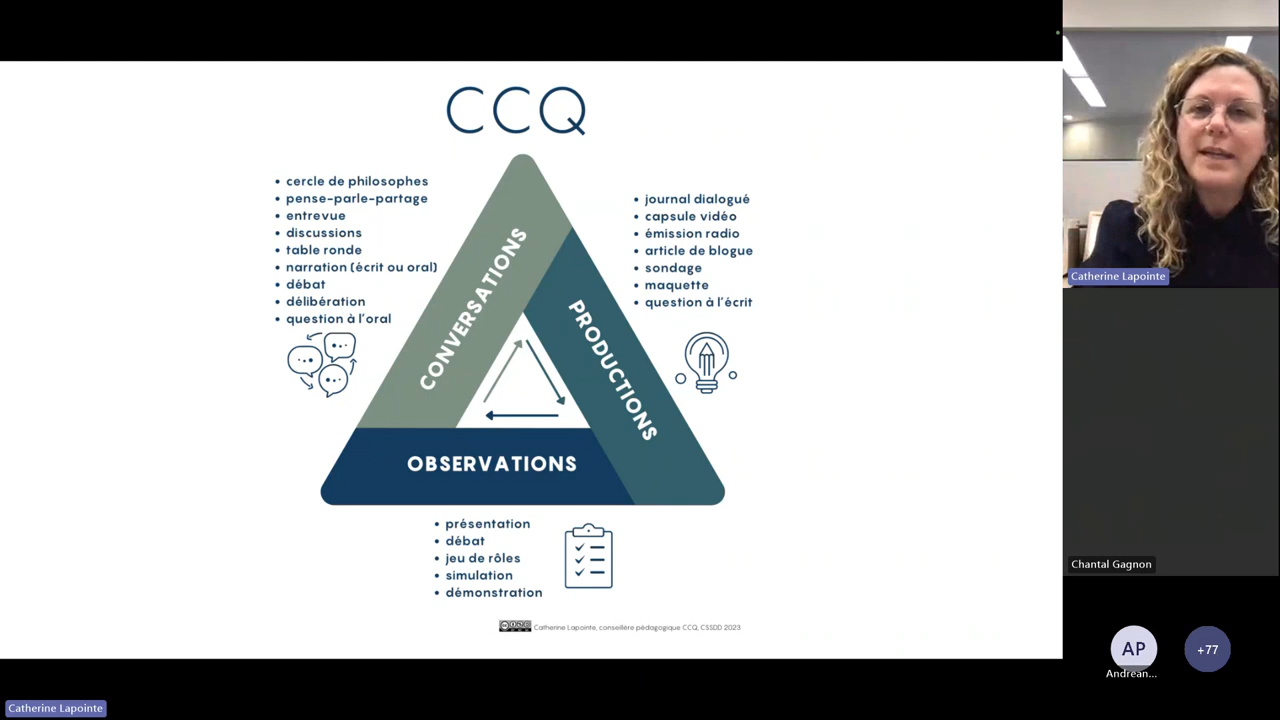 CCQ
cercle de philosophes
pense-parle-partage
entrevue
discussions
table ronde
narration (écrit ou oral)
débat
délibération
question à l'oral
CONVERSATIONS
journal dialogué
capsule vidéo
émission radio
article de blogue
sondage
maquette
question à l'écrit
PRODUCTIONS
OBSERVATIONS
présentation
débat
jeu de rôles
simulation
démonstration
Catherine Lapointe, conseillère pédagogique CCQ, CSSDD 2023
Catherine Lapointe
Chantal Gagnon
AP
Andréan...
+77
Catherine Lapointe